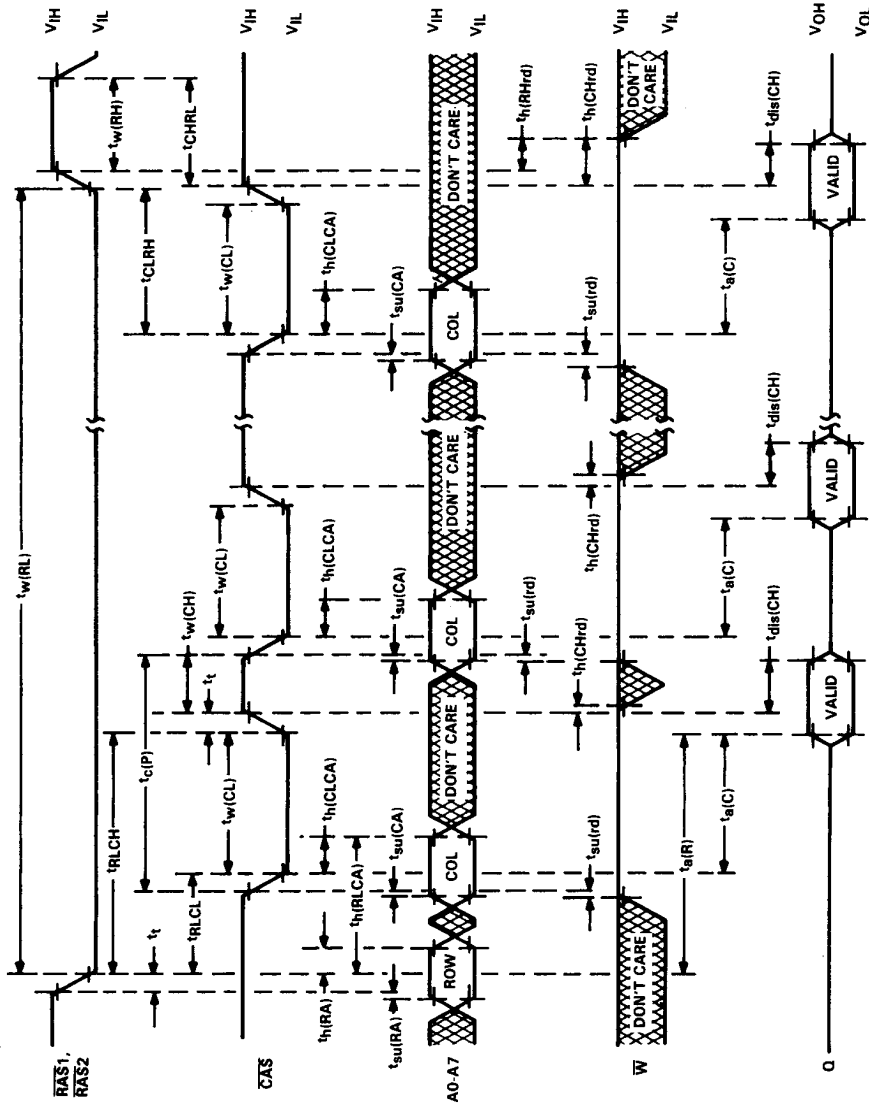 RAS1,
RAS2
VIH
VIL
tw(RL)
tt
tRLCL
tRLCH
tc(P)
tCLRH
tw(RH)
tCHRL
CAS
VIH
VIL
tw(CL)
tt
tw(CH)
tw(CL)
tw(CL)
th(RA)
tsu(RA)
th(RLCA)
th(CLCA)
tsu(CA)
th(CLCA)
tsu(CA)
th(CLCA)
tsu(CA)
A0-A7
ROW
COL
DON'T CARE
COL
DON'T CARE
COL
DON'T CARE
VIH
VIL
tsu(rd)
th(CHrd)
tsu(rd)
th(CHrd)
tsu(rd)
th(RHrd)
th(CHrd)
W
DON'T CARE
DON'T
CARE
VIH
VIL
ta(R)
ta(C)
tdis(CH)
ta(C)
tdis(CH)
ta(C)
tdis(CH)
Q
VALID
VALID
VALID
VOH
VOL